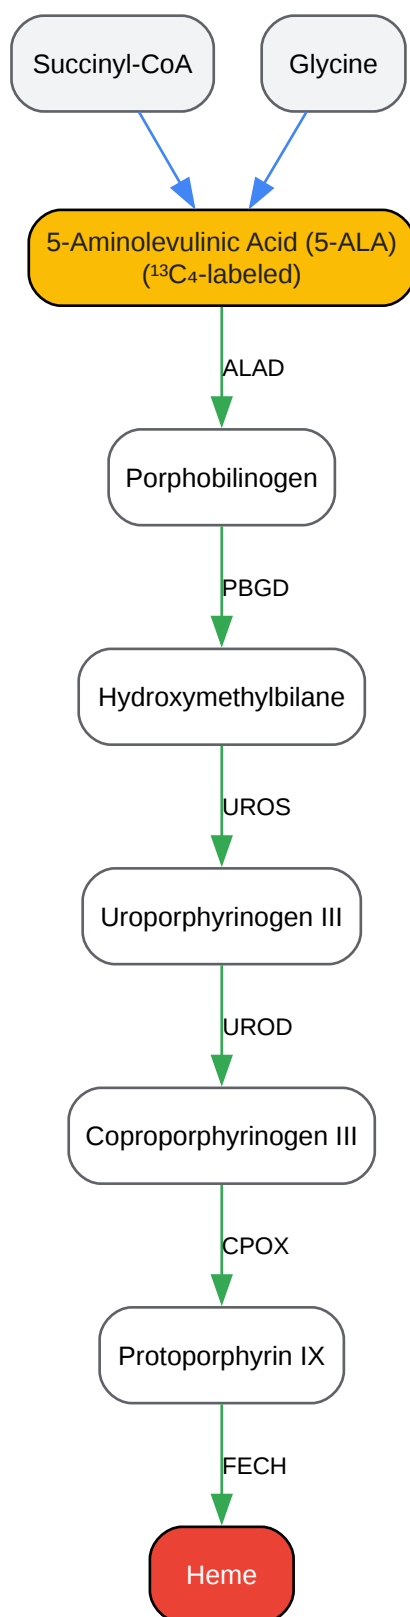 Succinyl-CoA
Glycine
5-Aminolevulinic Acid (5-ALA)
(¹³C₄-labeled)
ALAD
Porphobilinogen
PBGD
Hydroxymethylbilane
UROS
Uroporphyrinogen III
UROD
Coproporphyrinogen III
CPOX
Protoporphyrin IX
FECH
Heme